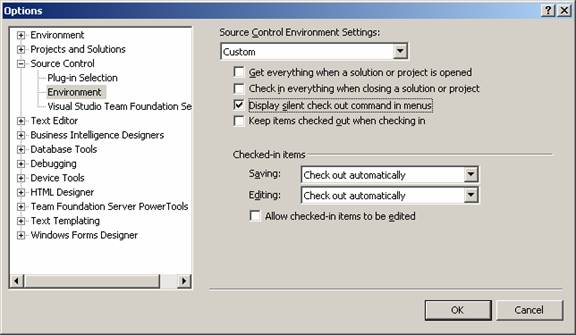 Options
Environment
Projects and Solutions
Source Control
Plug-in Selection
Environment
Visual Studio Team Foundation Se
Text Editor
Business Intelligence Designers
Database Tools
Debugging
Device Tools
HTML Designer
Team Foundation Server PowerTools
Text Templating
Windows Forms Designer
Source Control Environment Settings:
Custom
Get everything when a solution or project is opened
Check in everything when closing a solution or project
Display silent check out command in menus
Keep items checked out when checking in
Checked-in items
Saving: Check out automatically
Editing: Check out automatically
Allow checked-in items to be edited
OK Cancel